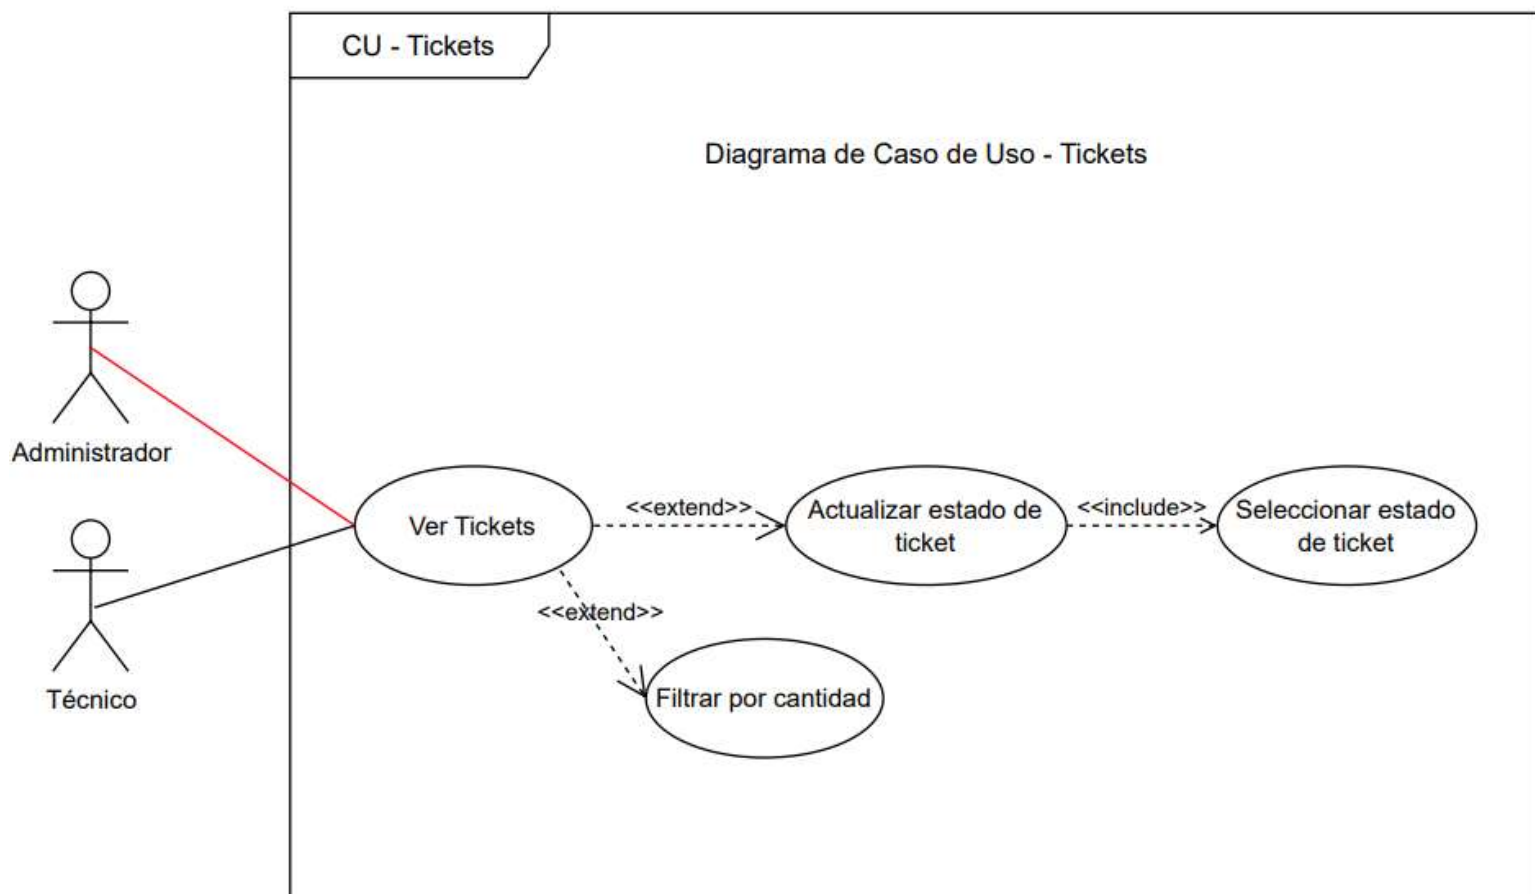 CU - Tickets
Diagrama de Caso de Uso - Tickets
Administrador
Técnico
Ver Tickets
<<extend>>
Actualizar estado de
ticket
<<include>>
Seleccionar estado
de ticket
<<extend>>
Filtrar por cantidad